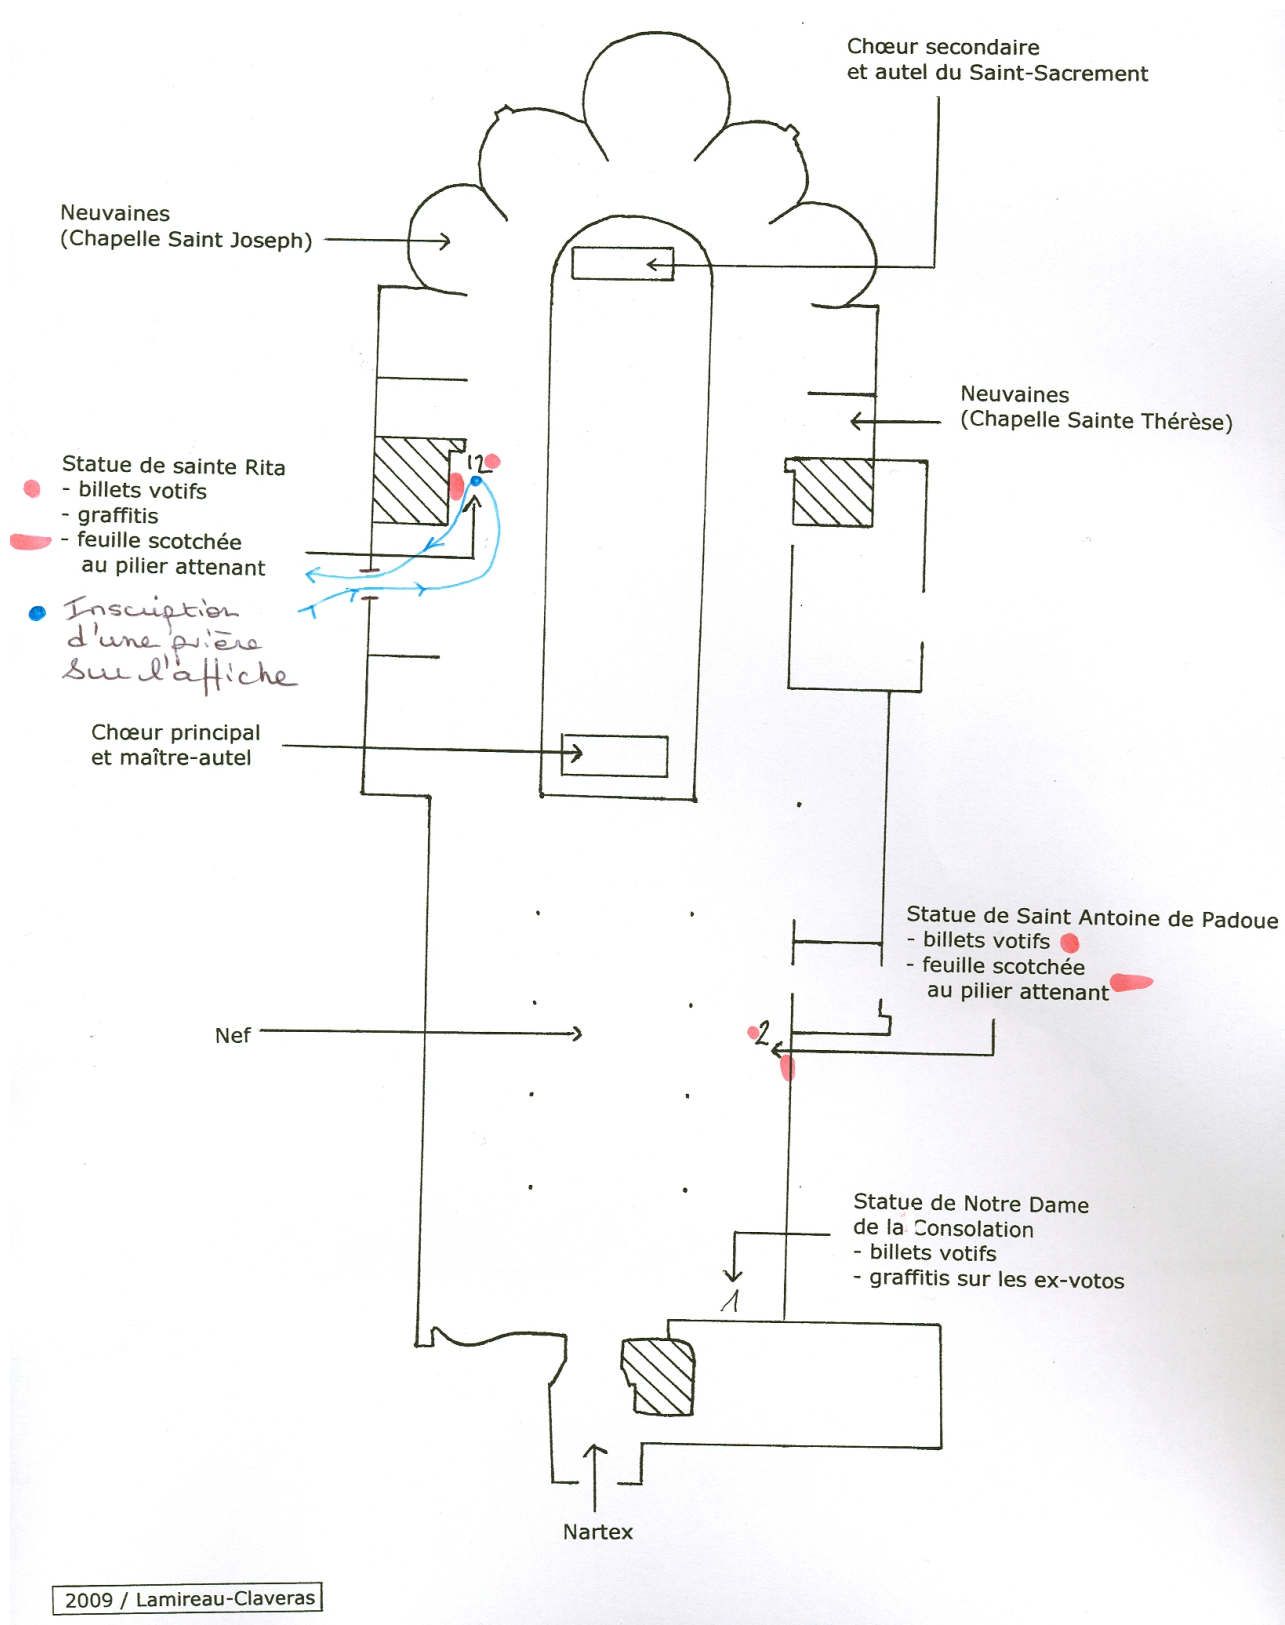 Chœur secondaire
et autel du Saint-Sacrement
Neuvaines
(Chapelle Saint Joseph)
Neuvaines
(Chapelle Sainte Thérèse)
Statue de sainte Rita
- billets votifs
- graffitis
- feuille scotchée
au pilier attenant
12
Inscription
d'une prière
sur l'affiche
Chœur principal
et maître-autel
Statue de Saint Antoine de Padoue
- billets votifs
- feuille scotchée
au pilier attenant
2
Nef
Statue de Notre Dame
de la Consolation
- billets votifs
- graffitis sur les ex-votos
1
Nartex
2009 / Lamireau-Claveras